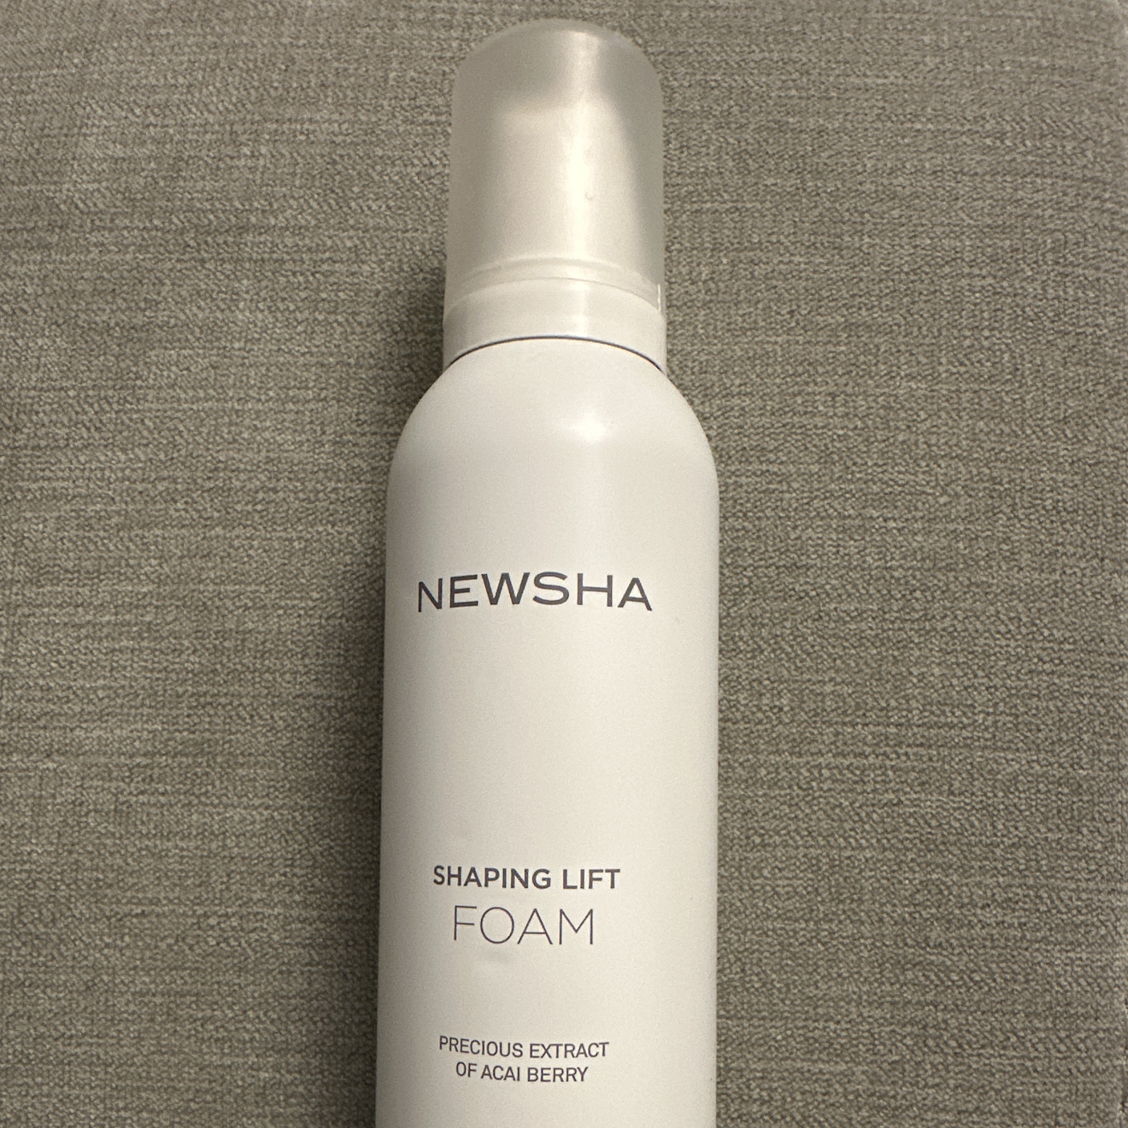 NEWSHA
SHAPING LIFT
FOAM
PRECIOUS EXTRACT
OF ACAI BERRY